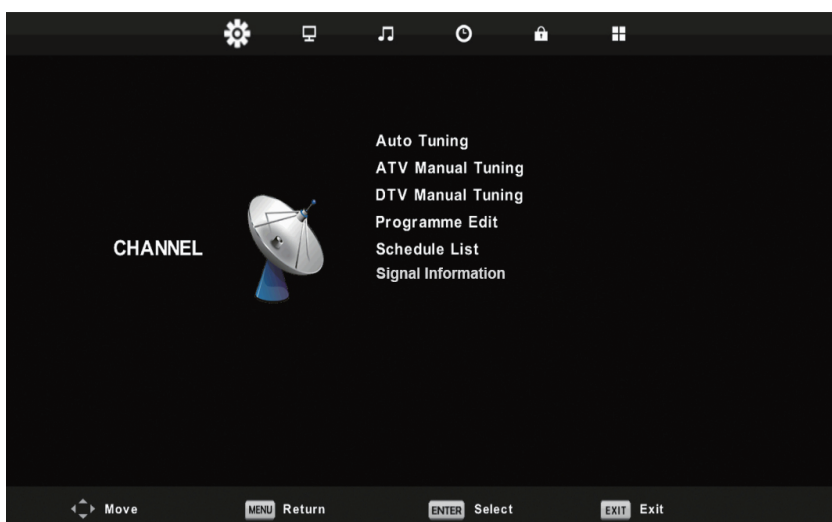 Auto Tuning
ATV Manual Tuning
DTV Manual Tuning
Programme Edit
CHANNEL
Schedule List
Signal Information
Move MENU Return ENTER Select EXIT Exit